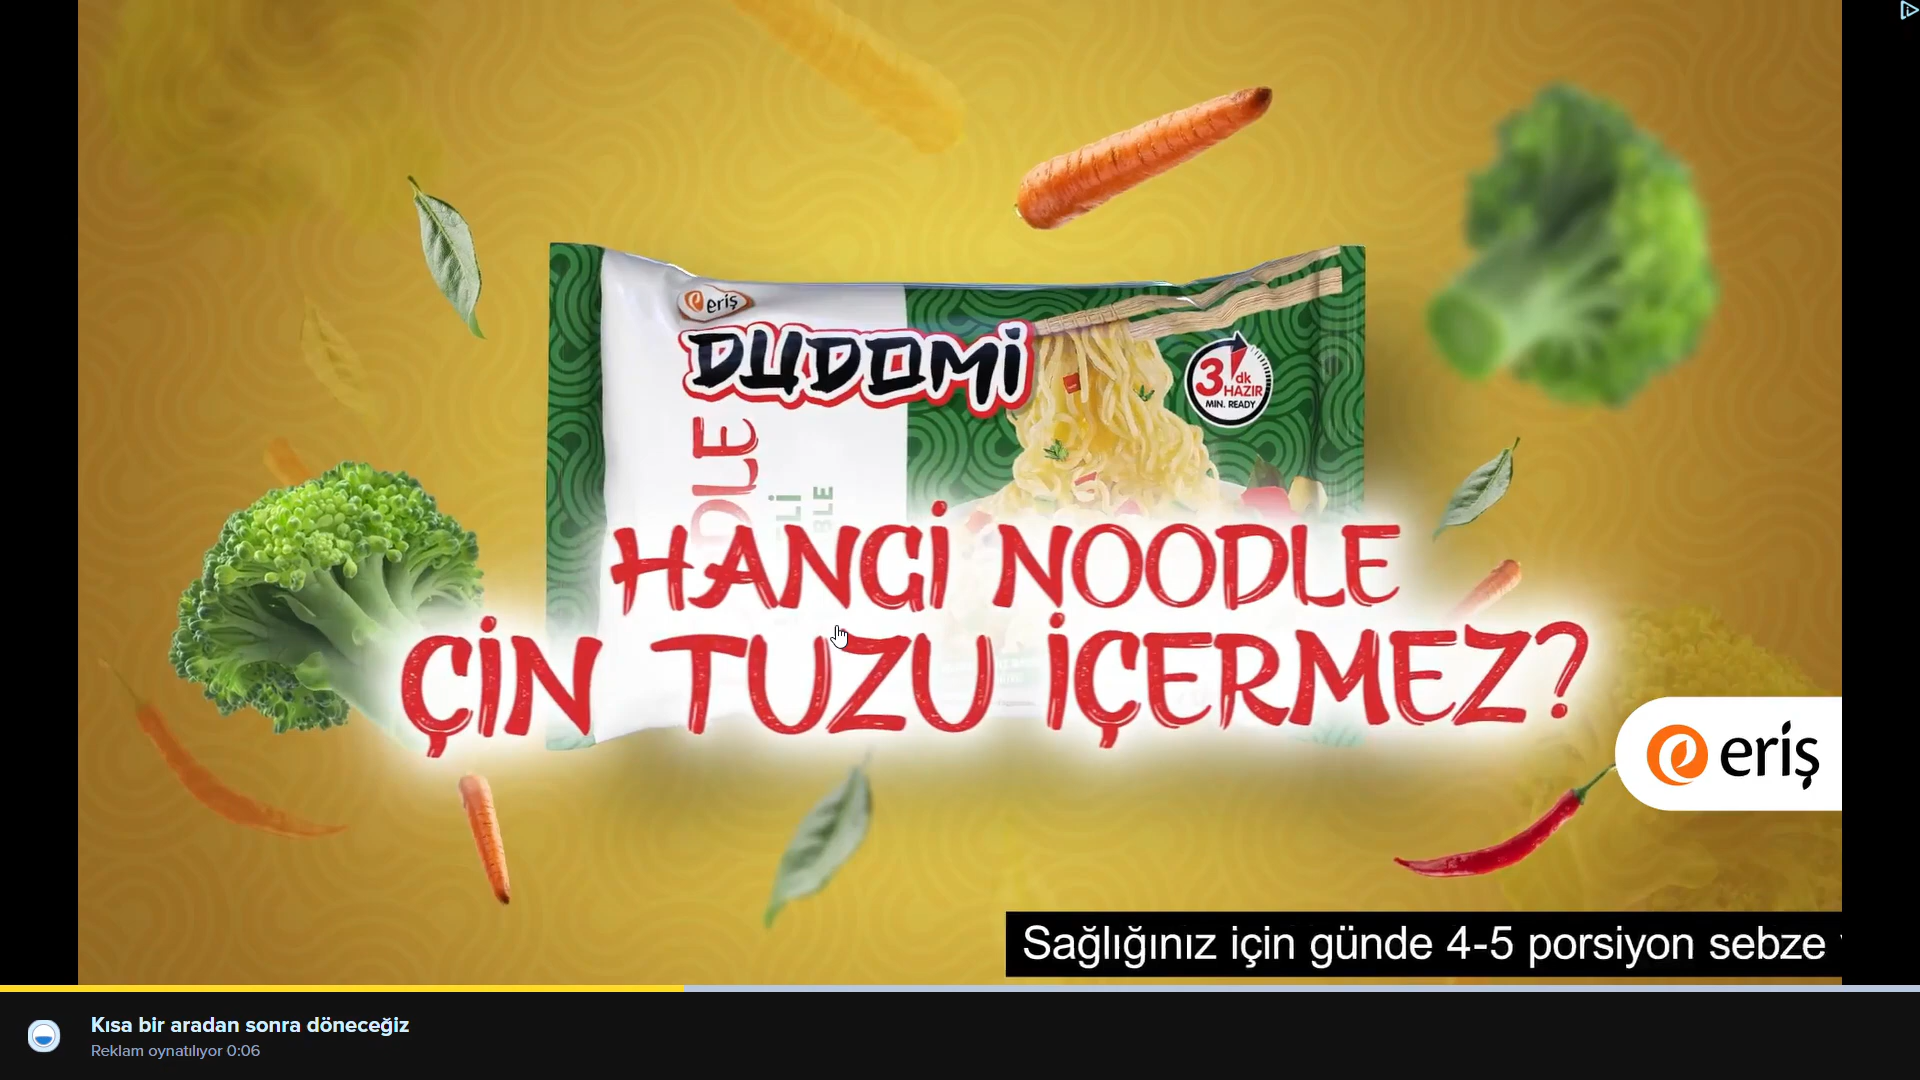 eriş
DUDOMİ
3 dk
HAZIR
MIN. READY
HANGİ NOODLE
ÇİN TUZU İÇERMEZ?
eriş
Sağlığınız için günde 4-5 porsiyon sebze
Kısa bir aradan sonra döneceğiz
Reklam oynatılıyor 0:06